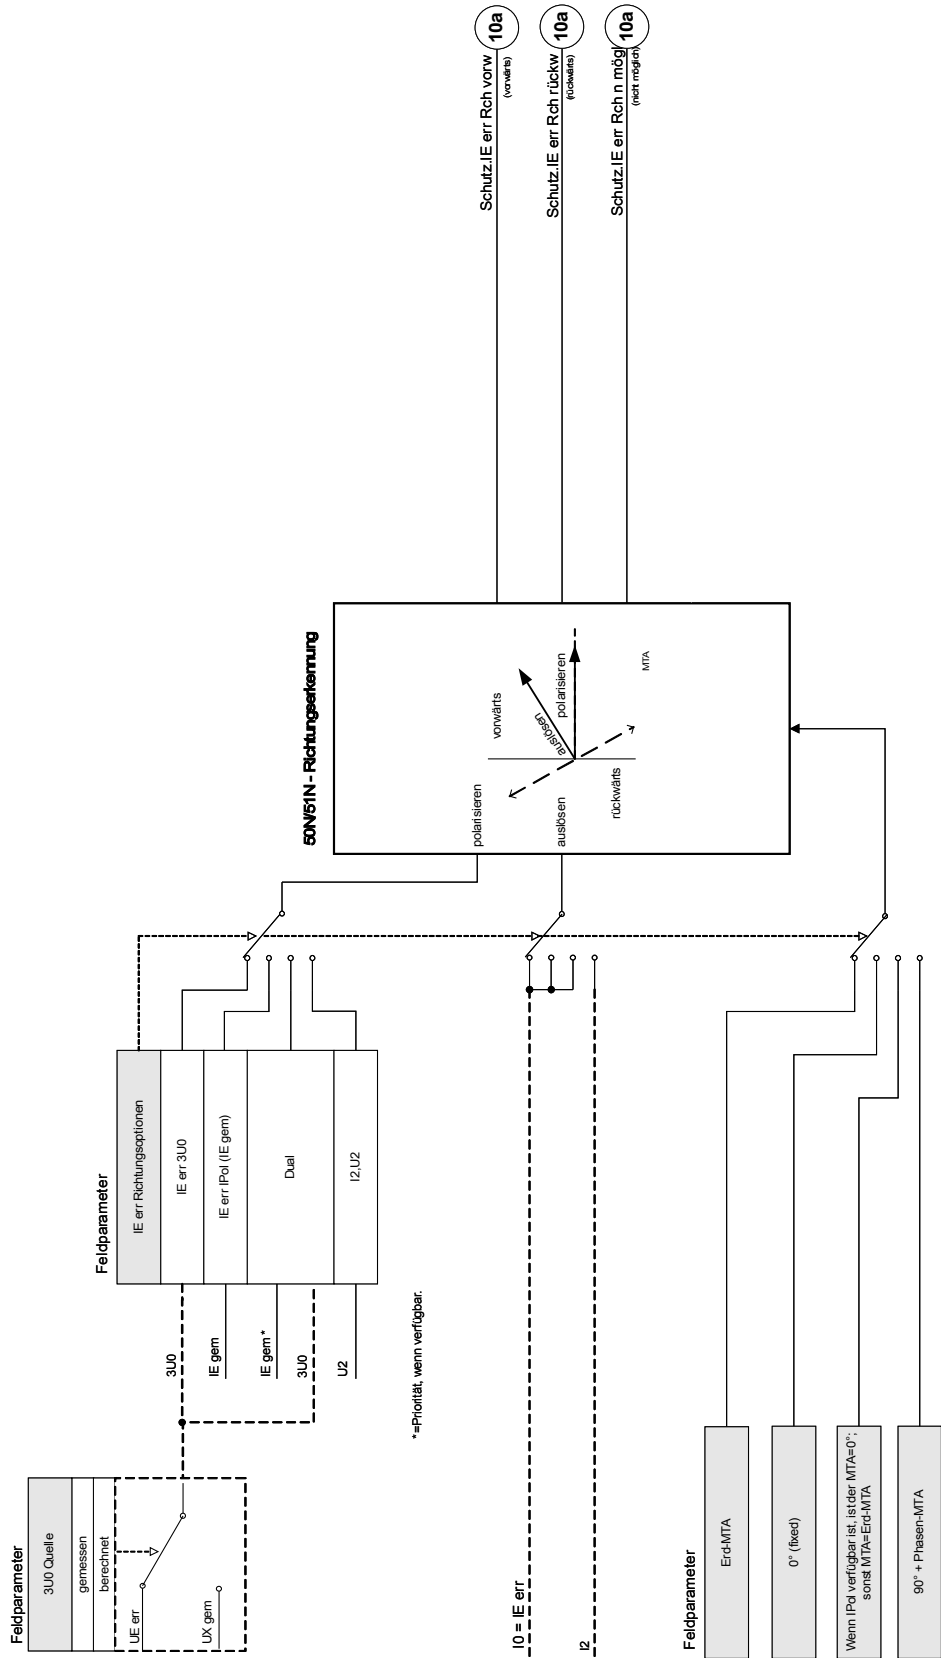 Feldparameter
3U0 Quelle
gemessen
berechnet
UE err
UX gem
Feldparameter
IE err Richtungsoptionen
IE err 3U0
IE err IPol (IE gem)
Dual
I2,U2
3U0
IE gem
IE gem *
3U0
U2
*=Priorität, wenn verfügbar.
I0 = IE err
I2
Feldparameter
Erd-MTA
0° (fixed)
Wenn IPol verfügbar ist, ist der MTA=0°;
sonst MTA=Erd-MTA
90° + Phasen-MTA
50N/51N - Richtungserkennung
polarisieren
auslösen
vorwärts
auslösen
polarisieren
rückwärts
MTA
Schutz.IE err Rch vorw
(vorwärts)
10a
Schutz.IE err Rch rückw
(rückwärts)
10a
Schutz.IE err Rch n mögl
(nicht möglich)
10a